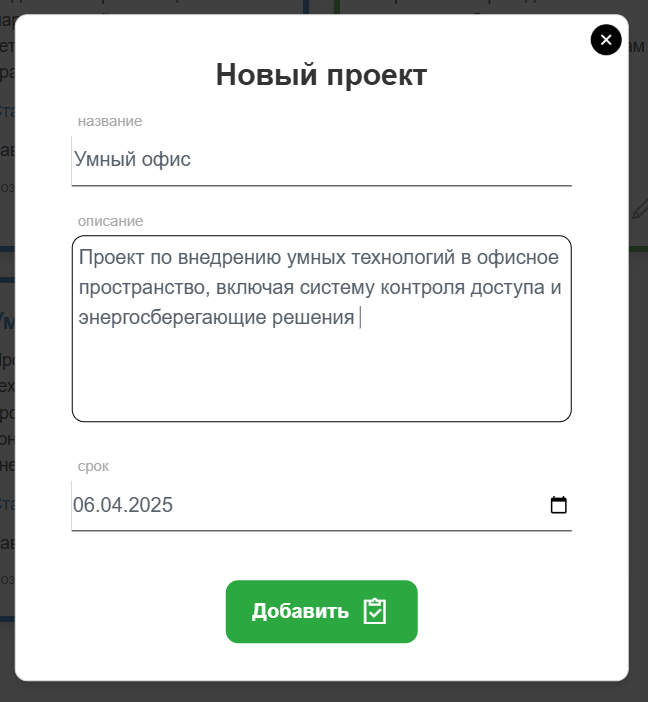 Новый проект
название
Умный офис
описание
Проект по внедрению умных технологий в офисное
пространство, включая систему контроля доступа и
энергосберегающие решения
срок
06.04.2025
Добавить